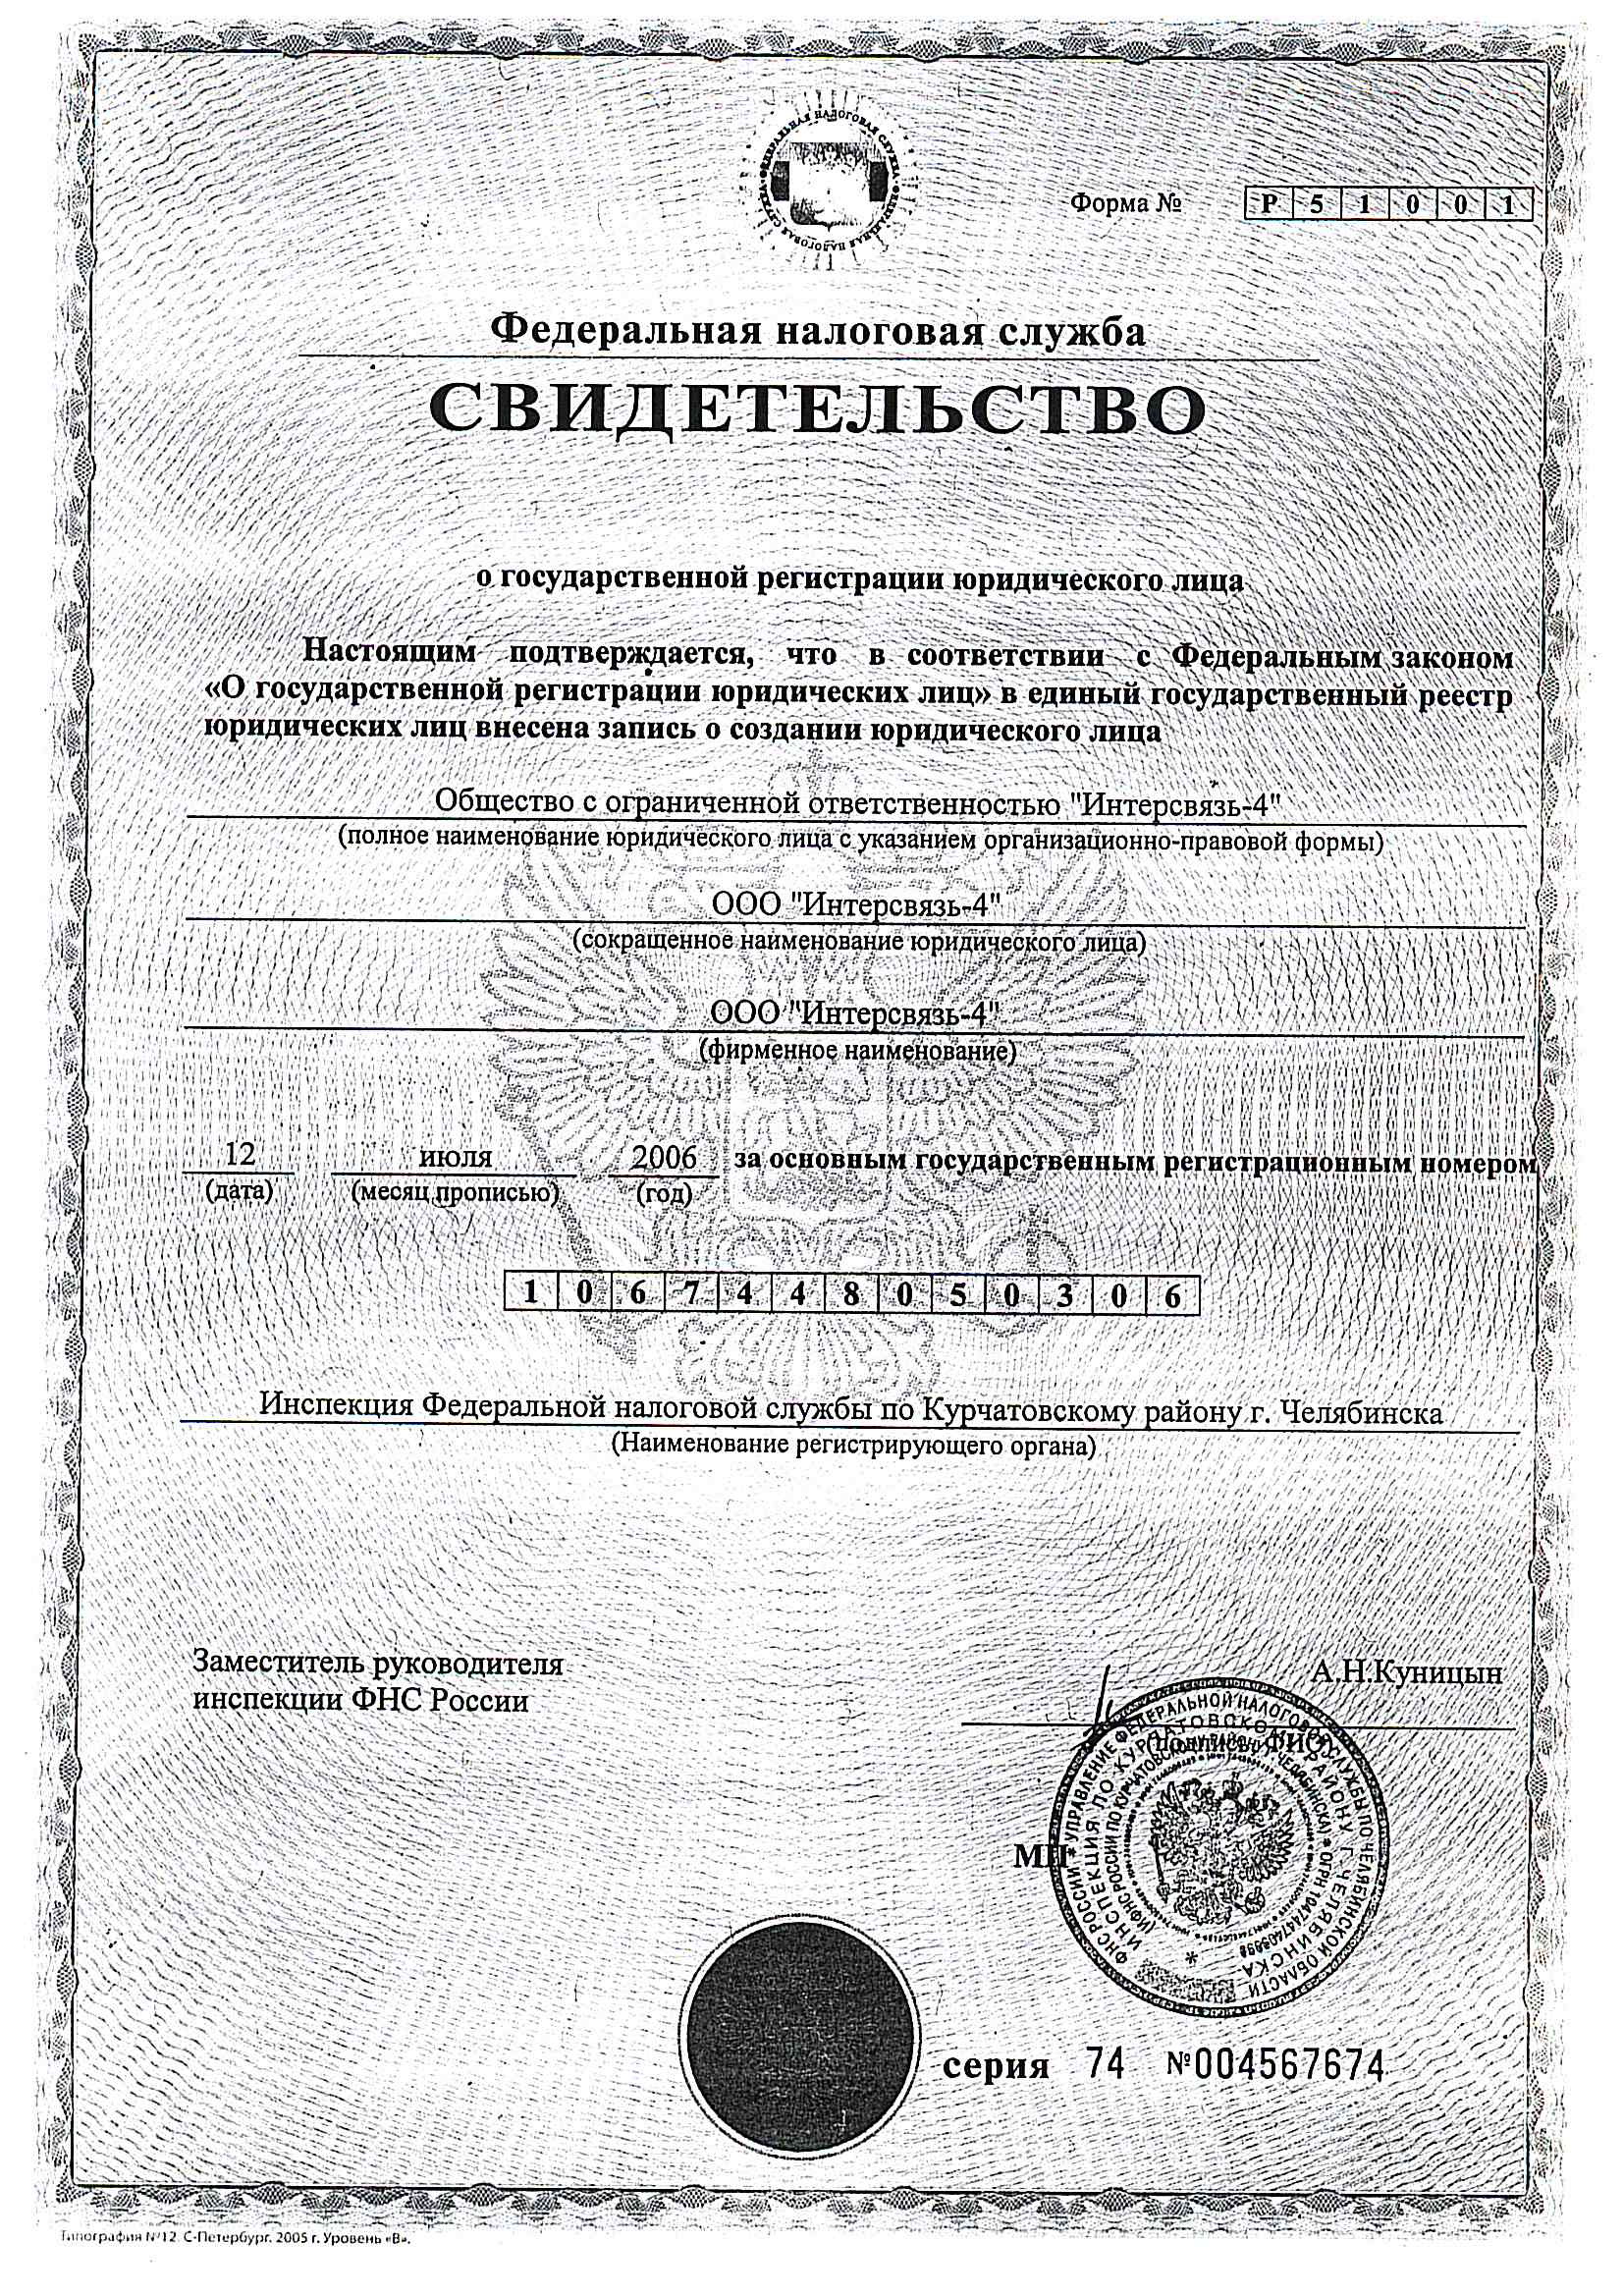 ФЕДЕРАЛЬНАЯ НАЛОГОВАЯ СЛУЖБА
Форма № Р 5 1 0 0 1
Федеральная налоговая служба
СВИДЕТЕЛЬСТВО
о государственной регистрации юридического лица
Настоящим подтверждается, что в соответствии с Федеральным законом
«О государственной регистрации юридических лиц» в единый государственный реестр
юридических лиц внесена запись о создании юридического лица
Общество с ограниченной ответственностью "Интерсвязь-4"
(полное наименование юридического лица с указанием организационно-правовой формы)
ООО "Интерсвязь-4"
(сокращенное наименование юридического лица)
ООО "Интерсвязь-4"
(фирменное наименование)
12 июля 2006 за основным государственным регистрационным номером
(дата) (месяц прописью) (год)
1 0 6 7 4 4 8 0 5 0 3 0 6
Инспекция Федеральной налоговой службы по Курчатовскому району г. Челябинска
(Наименование регистрирующего органа)
Заместитель руководителя
инспекции ФНС России
А.Н.Куницын
(подпись, ФИО)
МП
ФНС РОССИИ * УПРАВЛЕНИЕ ФЕДЕРАЛЬНОЙ НАЛОГОВОЙ СЛУЖБЫ ПО ЧЕЛЯБИНСКОЙ ОБЛАСТИ
ИНСПЕКЦИЯ ПО КУРЧАТОВСКОМУ РАЙОНУ Г. ЧЕЛЯБИНСКА
(ИФНС РОССИИ ПО КУРЧАТОВСКОМУ РАЙОНУ Г. ЧЕЛЯБИНСКА) * ОГРН
серия 74 №004567674
Типография №12. С-Петербург. 2005 г. Уровень «В».